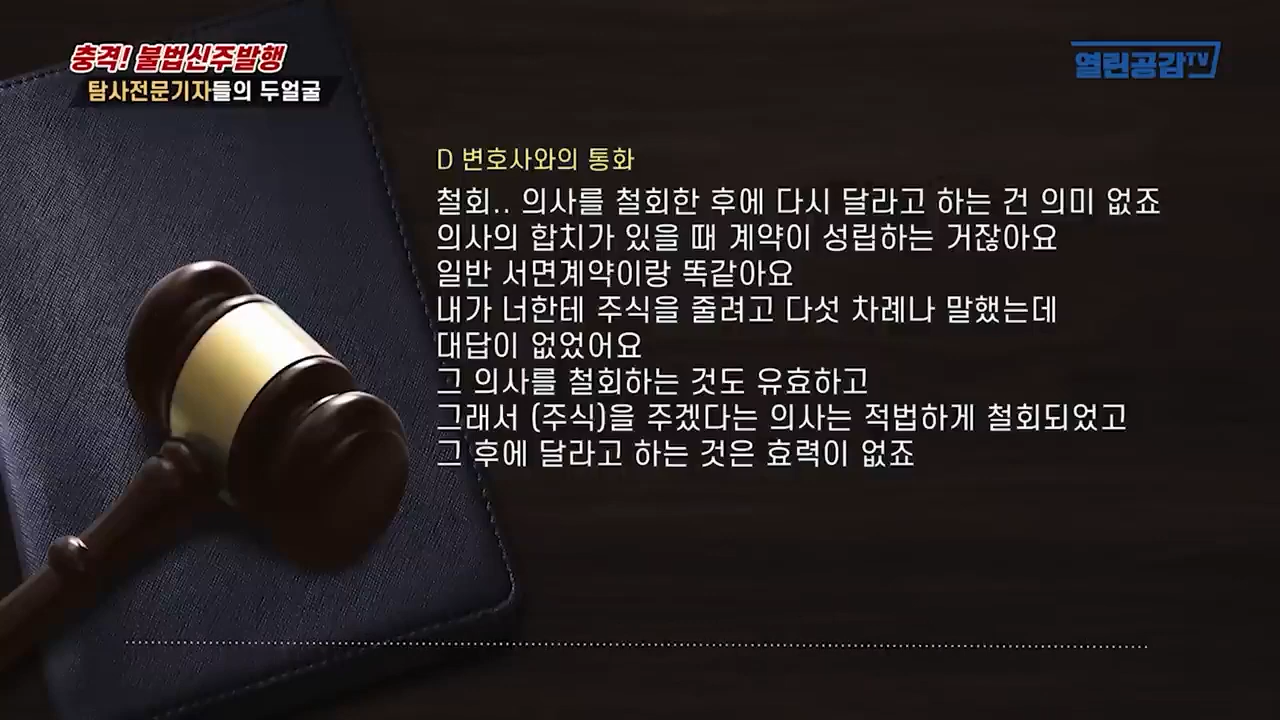 충격! 불법신주발행
탐사전문기자들의 두얼굴
열린공감TV
D 변호사와의 통화
철회.. 의사를 철회한 후에 다시 달라고 하는 건 의미 없죠
의사의 합치가 있을 때 계약이 성립하는 거잖아요
일반 서면계약이랑 똑같아요
내가 너한테 주식을 줄려고 다섯 차례나 말했는데
대답이 없었어요
그 의사를 철회하는 것도 유효하고
그래서 (주식)을 주겠다는 의사는 적법하게 철회되었고
그 후에 달라고 하는 것은 효력이 없죠